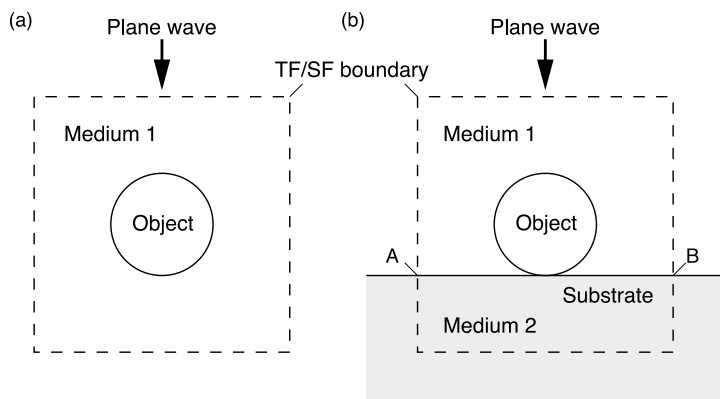 (a)
Plane wave
(b)
Plane wave
TF/SF boundary
Medium 1
Medium 1
Object
Object
A
B
Substrate
Medium 2